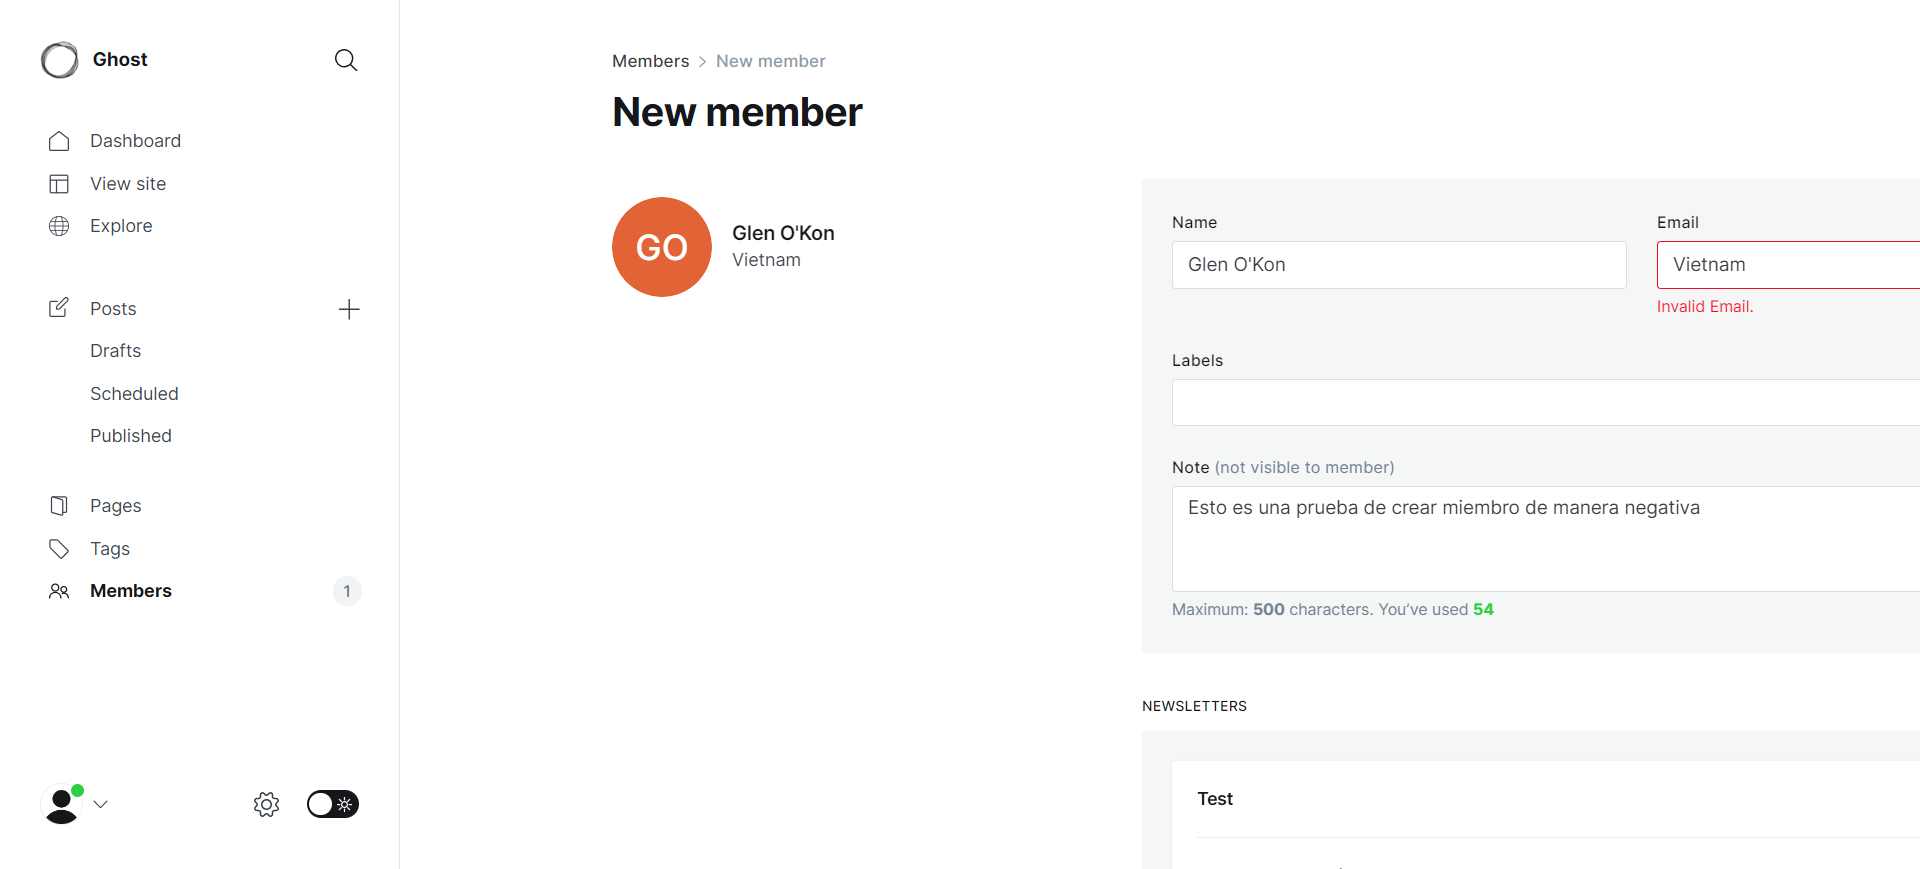 Ghost
Dashboard
View site
Explore
Posts
Drafts
Scheduled
Published
Pages
Tags
Members
1
Members > New member
New member
GO
Glen O'Kon
Vietnam
Name
Glen O'Kon
Email
Vietnam
Invalid Email.
Labels
Note (not visible to member)
Esto es una prueba de crear miembro de manera negativa
Maximum: 500 characters. You’ve used 54
NEWSLETTERS
Test